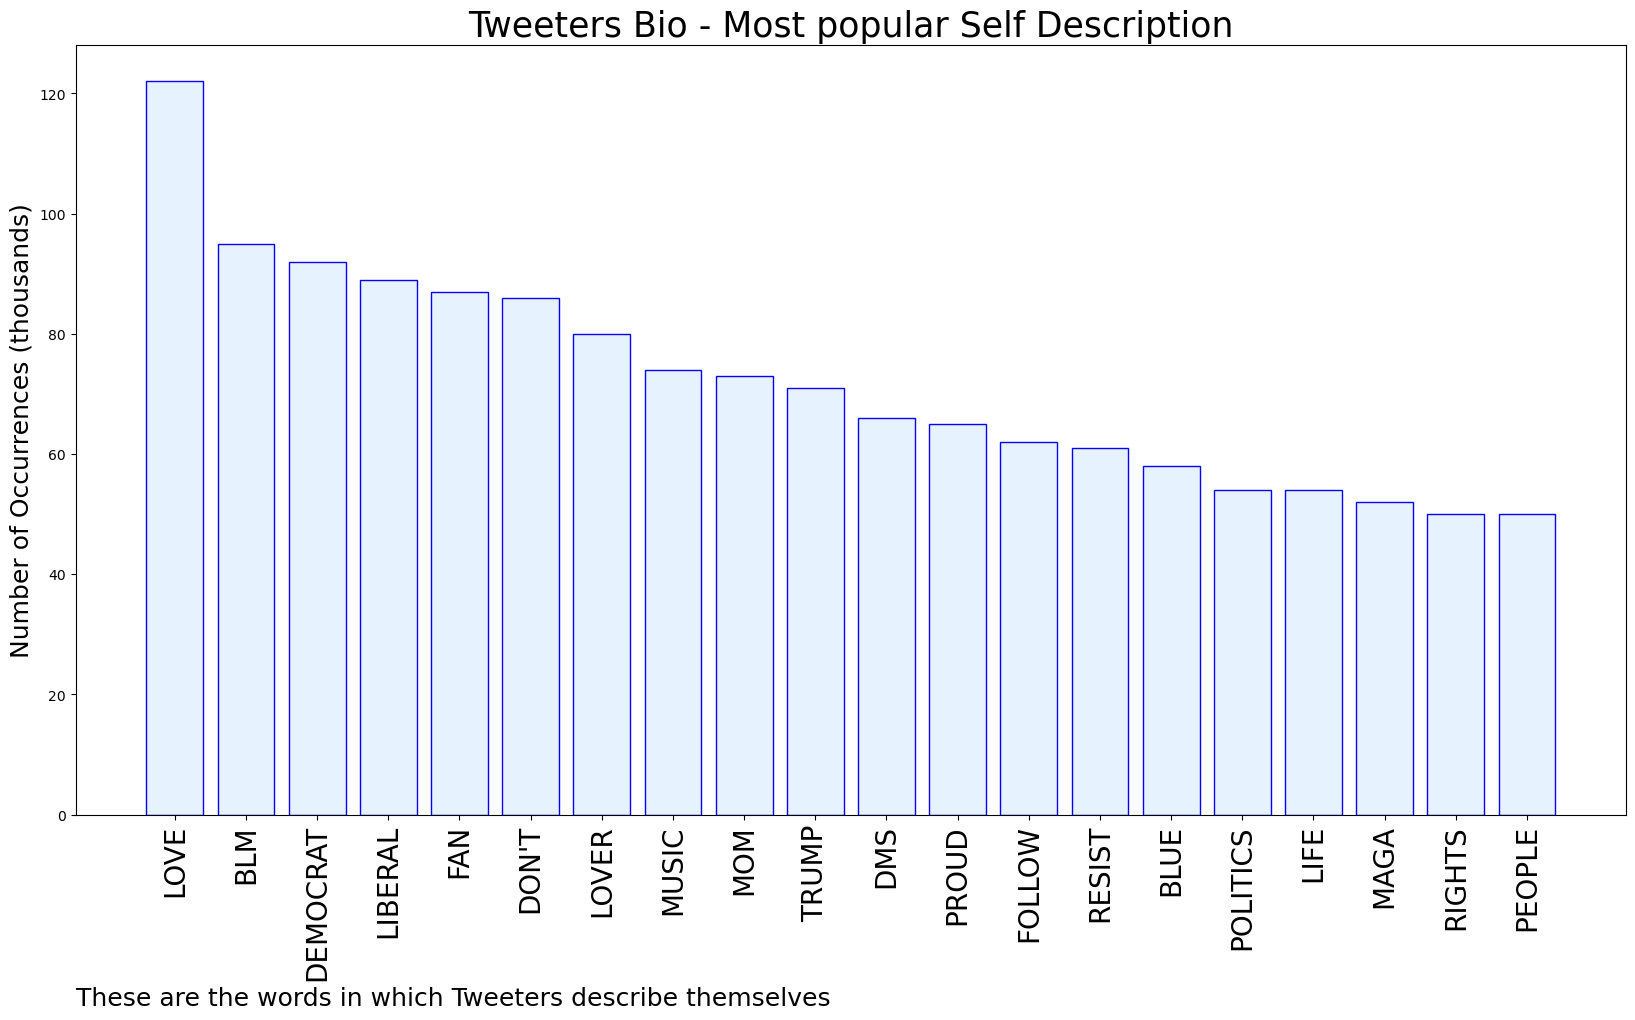 Tweeters Bio - Most popular Self Description
Number of Occurrences (thousands)
120
100
80
60
40
20
0
LOVE
BLM
DEMOCRAT
LIBERAL
FAN
DON'T
LOVER
MUSIC
MOM
TRUMP
DMS
PROUD
FOLLOW
RESIST
BLUE
POLITICS
LIFE
MAGA
RIGHTS
PEOPLE
These are the words in which Tweeters describe themselves